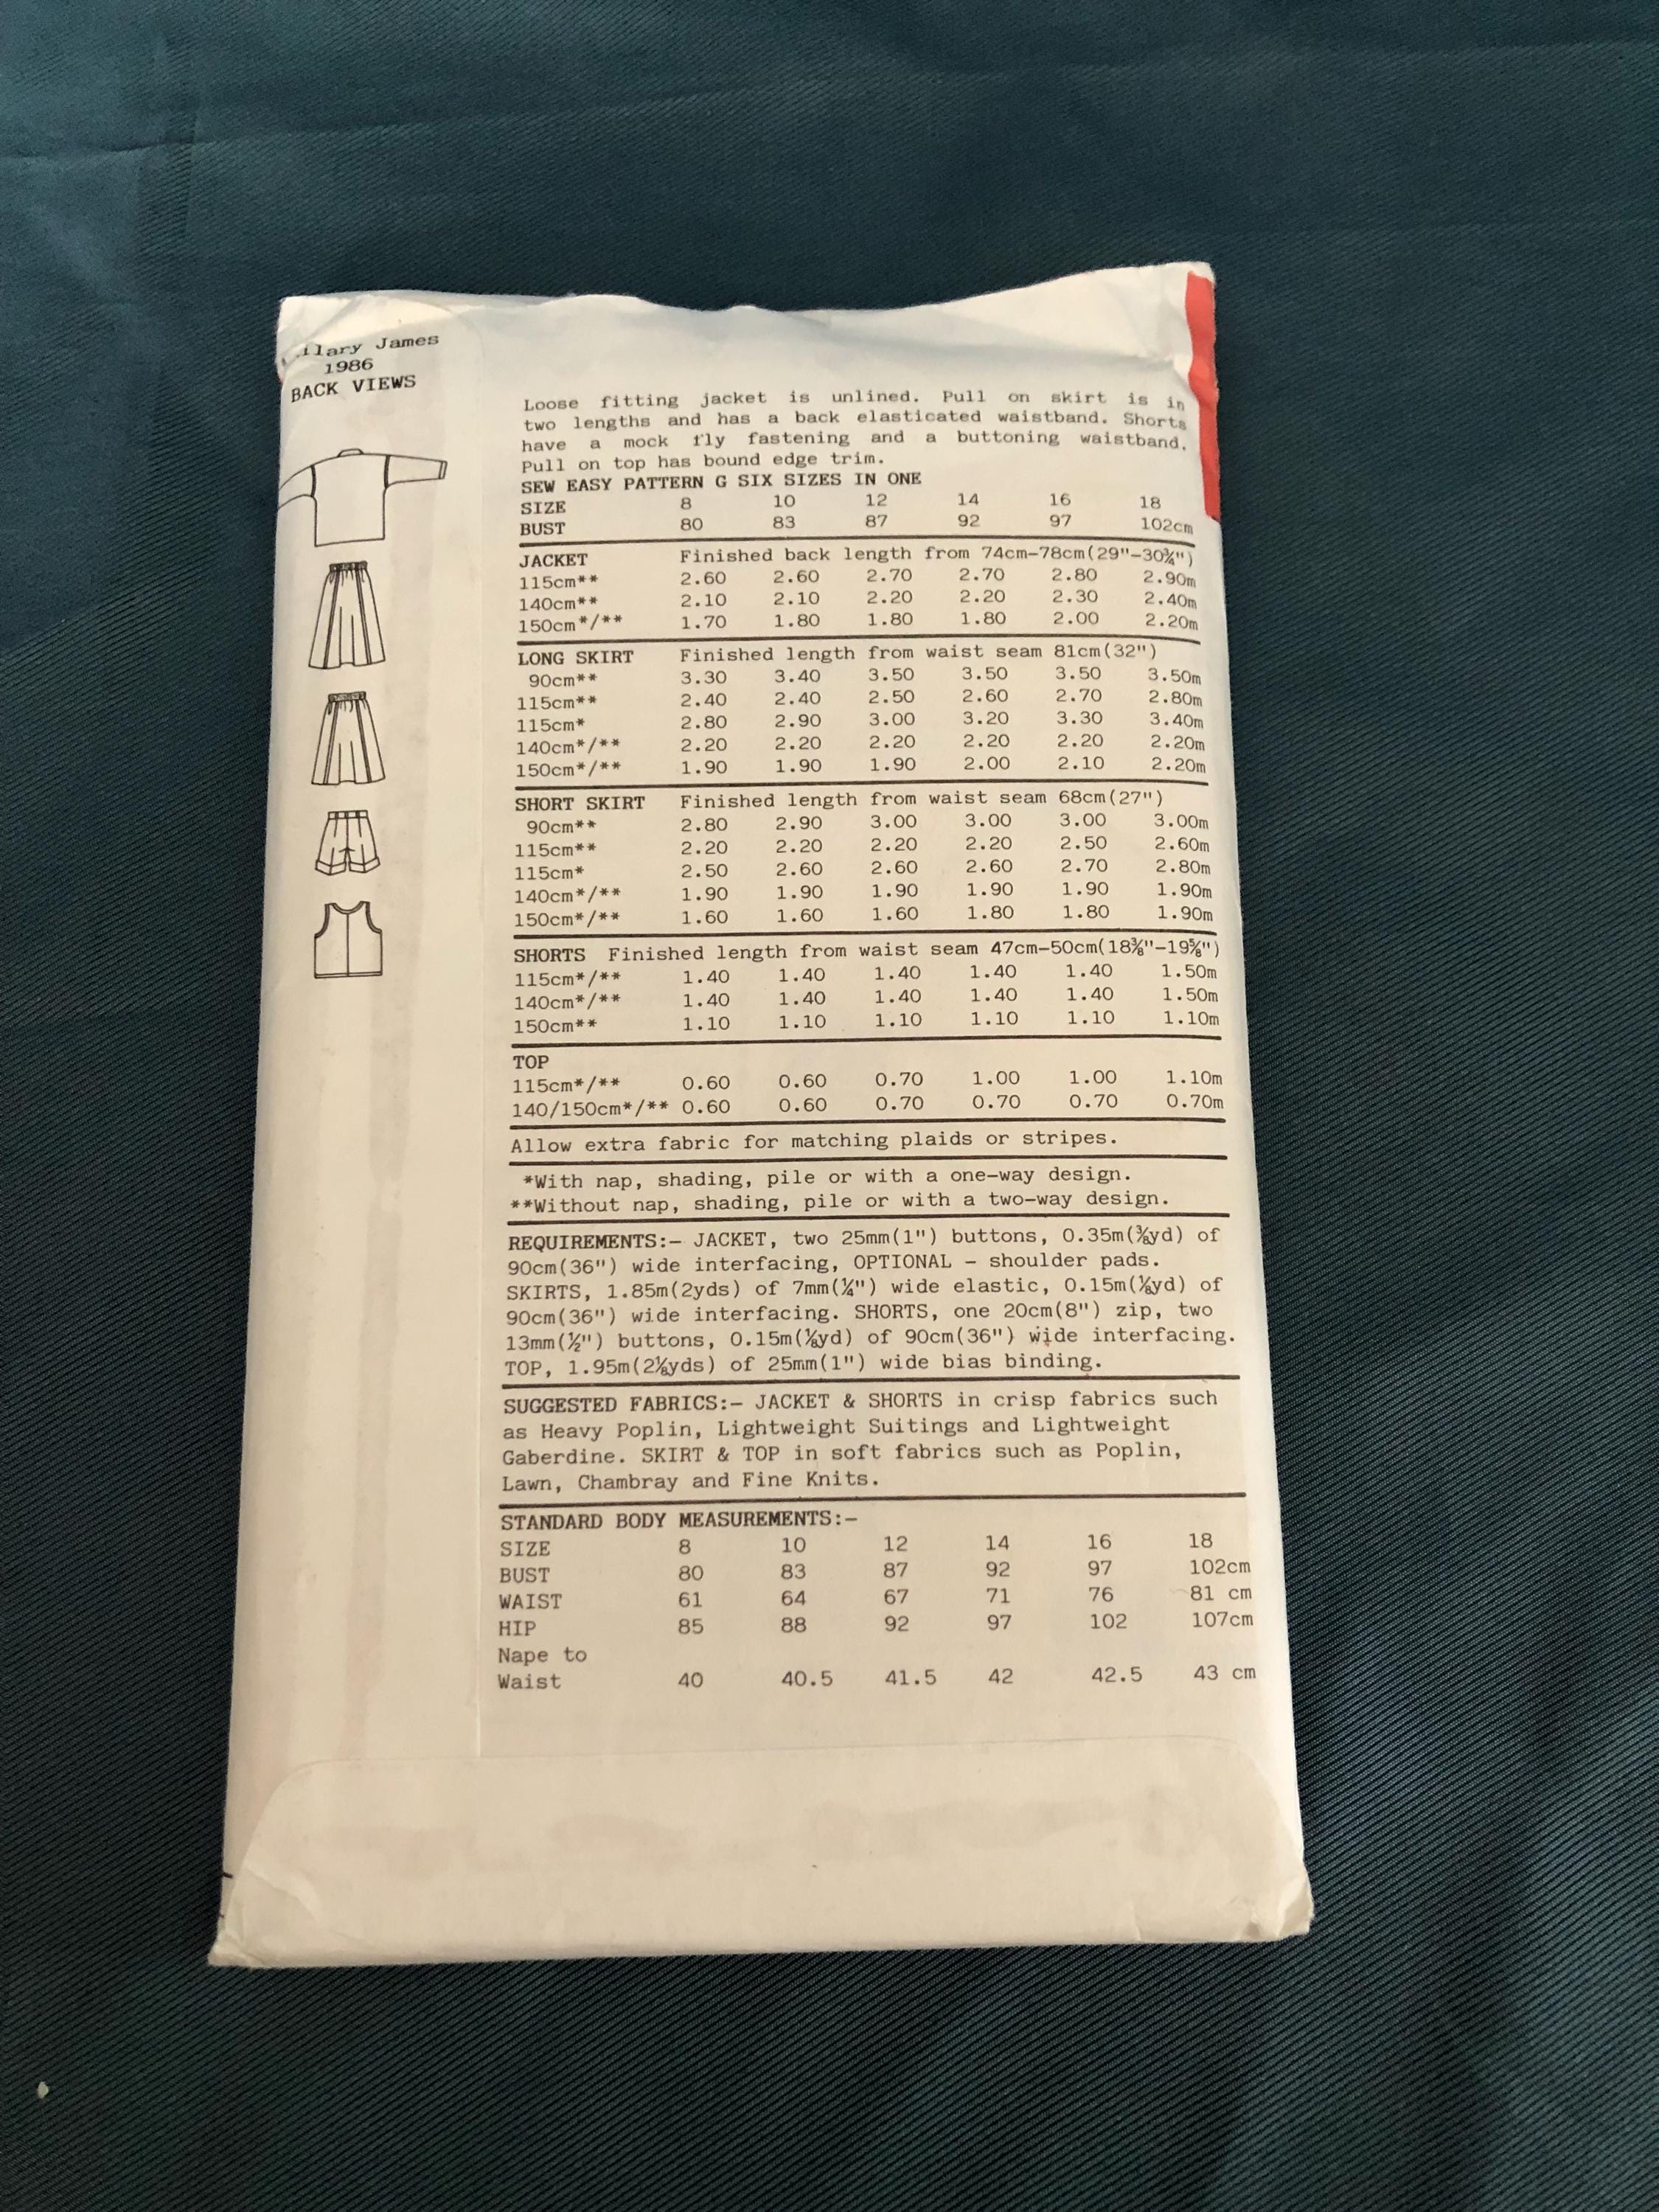 James
1986
BACK VIEWS
Loose fitting jacket is unlined. Pull on skirt is in
two lengths and has a back elasticated waistband. Shorts
have a mock fly fastening and a buttoning waistband.
Pull on top has bound edge trim.
SEW EASY PATTERN G SIX SIZES IN ONE
SIZE 8 10 12 14 16 18
BUST 80 83 87 92 97 102cm
JACKET Finished back length from 74cm-78cm(29"-30¾")
115cm** 2.60 2.60 2.70 2.70 2.80 2.90m
140cm** 2.10 2.10 2.20 2.20 2.30 2.40m
150cm*/** 1.70 1.80 1.80 1.80 2.00 2.20m
LONG SKIRT Finished length from waist seam 81cm(32")
90cm** 3.30 3.40 3.50 3.50 3.50 3.50m
115cm** 2.40 2.40 2.50 2.60 2.70 2.80m
115cm* 2.80 2.90 3.00 3.20 3.30 3.40m
140cm*/** 2.20 2.20 2.20 2.20 2.20 2.20m
150cm*/** 1.90 1.90 1.90 2.00 2.10 2.20m
SHORT SKIRT Finished length from waist seam 68cm(27")
90cm** 2.80 2.90 3.00 3.00 3.00 3.00m
115cm** 2.20 2.20 2.20 2.20 2.50 2.60m
115cm* 2.50 2.60 2.60 2.60 2.70 2.80m
140cm*/** 1.90 1.90 1.90 1.90 1.90 1.90m
150cm*/** 1.60 1.60 1.60 1.80 1.80 1.90m
SHORTS Finished length from waist seam 47cm-50cm(18⅜"-19⅝")
115cm*/** 1.40 1.40 1.40 1.40 1.40 1.50m
140cm*/** 1.40 1.40 1.40 1.40 1.40 1.50m
150cm** 1.10 1.10 1.10 1.10 1.10 1.10m
TOP
115cm*/** 0.60 0.60 0.70 1.00 1.00 1.10m
140/150cm*/** 0.60 0.60 0.70 0.70 0.70 0.70m
Allow extra fabric for matching plaids or stripes.
*With nap, shading, pile or with a one-way design.
**Without nap, shading, pile or with a two-way design.
REQUIREMENTS:- JACKET, two 25mm(1") buttons, 0.35m(⅜yd) of
90cm(36") wide interfacing, OPTIONAL - shoulder pads.
SKIRTS, 1.85m(2yds) of 7mm(¼") wide elastic, 0.15m(⅛yd) of
90cm(36") wide interfacing. SHORTS, one 20cm(8") zip, two
13mm(½") buttons, 0.15m(⅛yd) of 90cm(36") wide interfacing.
TOP, 1.95m(2⅛yds) of 25mm(1") wide bias binding.
SUGGESTED FABRICS:- JACKET & SHORTS in crisp fabrics such
as Heavy Poplin, Lightweight Suitings and Lightweight
Gaberdine. SKIRT & TOP in soft fabrics such as Poplin,
Lawn, Chambray and Fine Knits.
STANDARD BODY MEASUREMENTS:-
SIZE 8 10 12 14 16 18
BUST 80 83 87 92 97 102cm
WAIST 61 64 67 71 76 81 cm
HIP 85 88 92 97 102 107cm
Nape to
Waist 40 40.5 41.5 42 42.5 43 cm